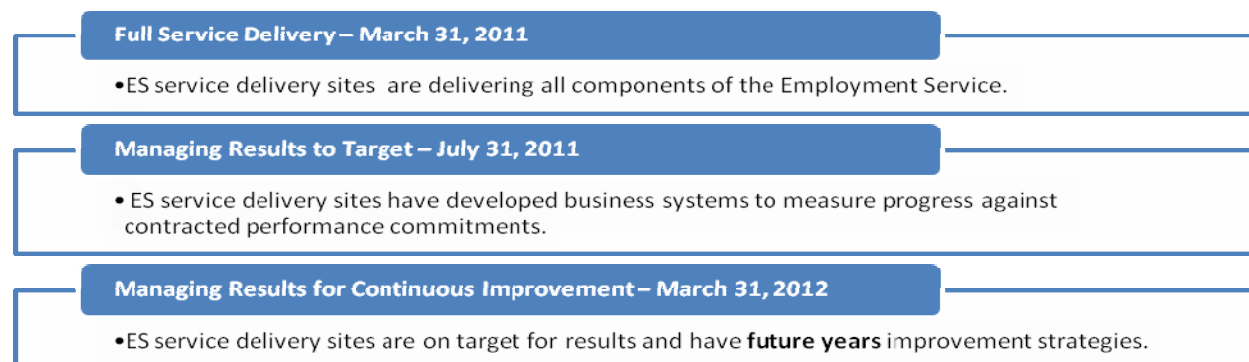 Full Service Delivery – March 31, 2011
•ES service delivery sites are delivering all components of the Employment Service.
Managing Results to Target – July 31, 2011
• ES service delivery sites have developed business systems to measure progress against
contracted performance commitments.
Managing Results for Continuous Improvement – March 31, 2012
•ES service delivery sites are on target for results and have future years improvement strategies.